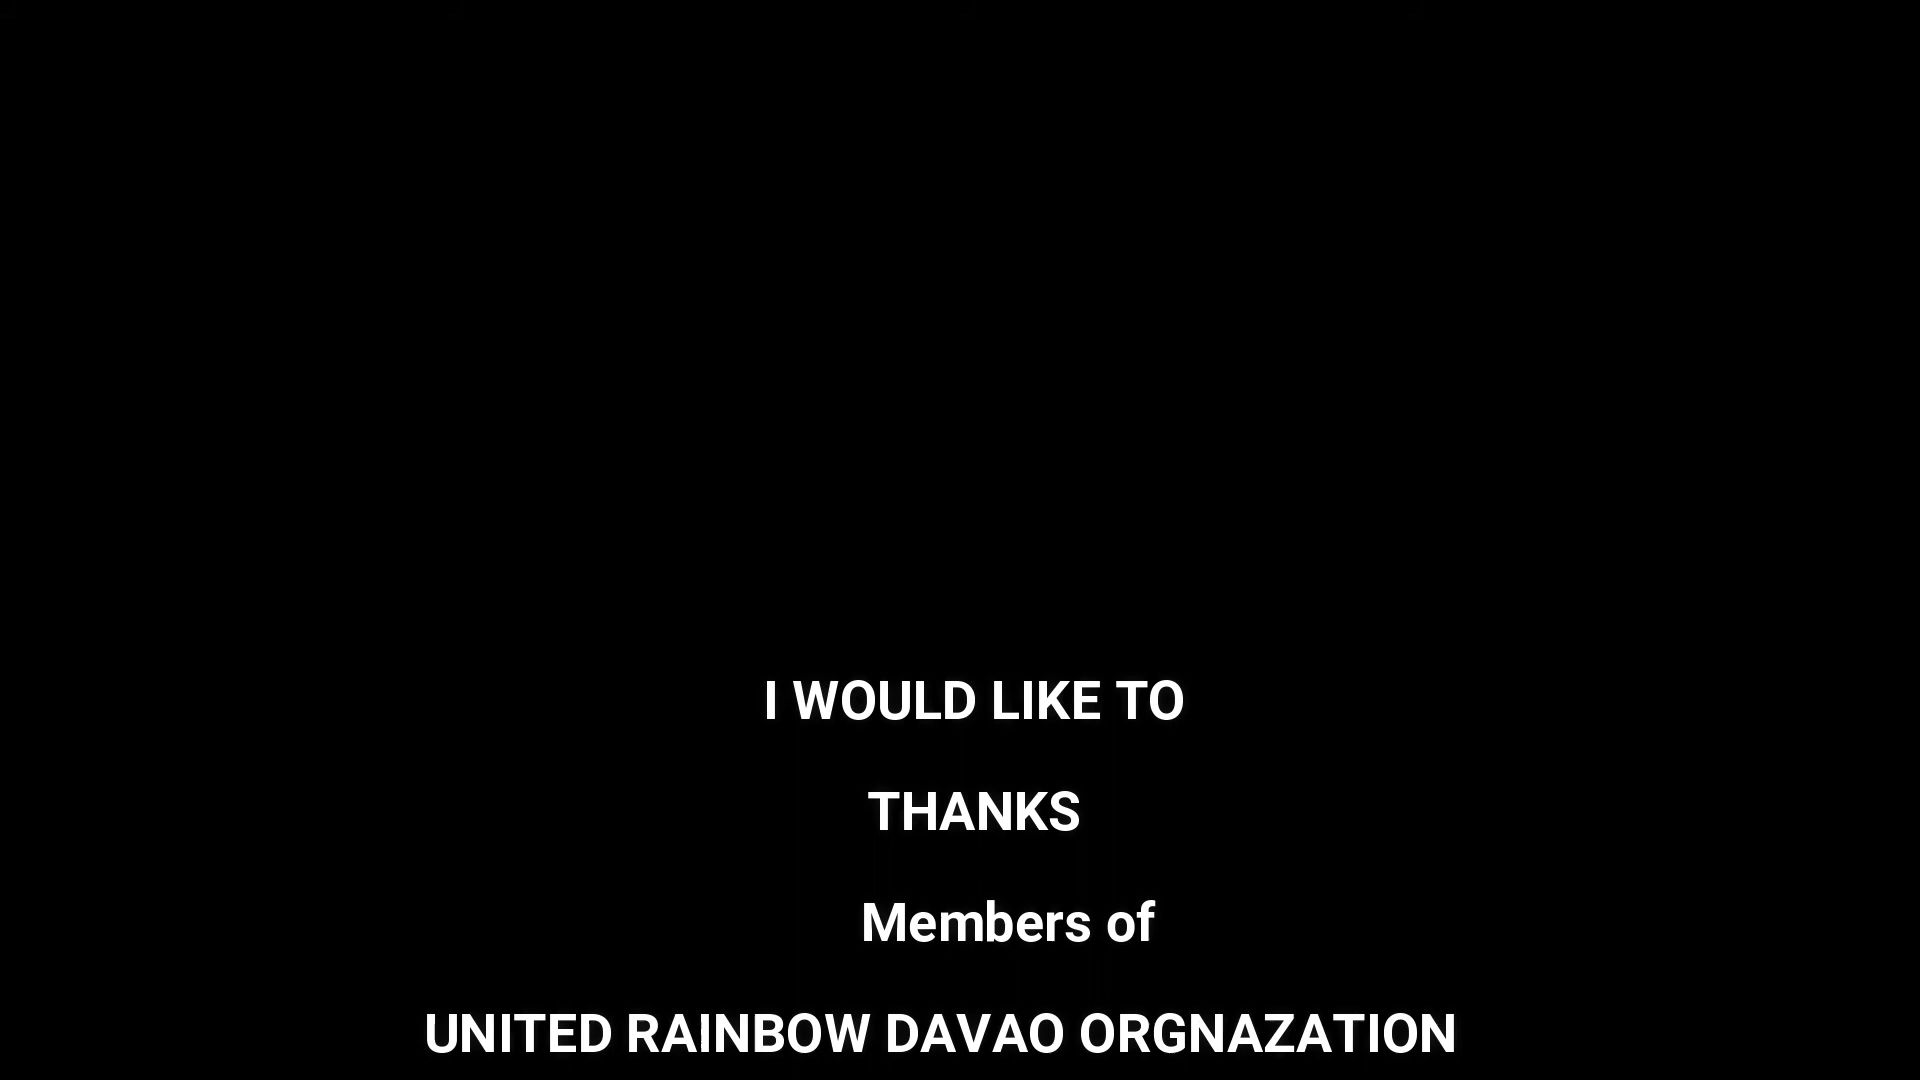 I WOULD LIKE TO
THANKS
Members of
UNITED RAINBOW DAVAO ORGNAZATION